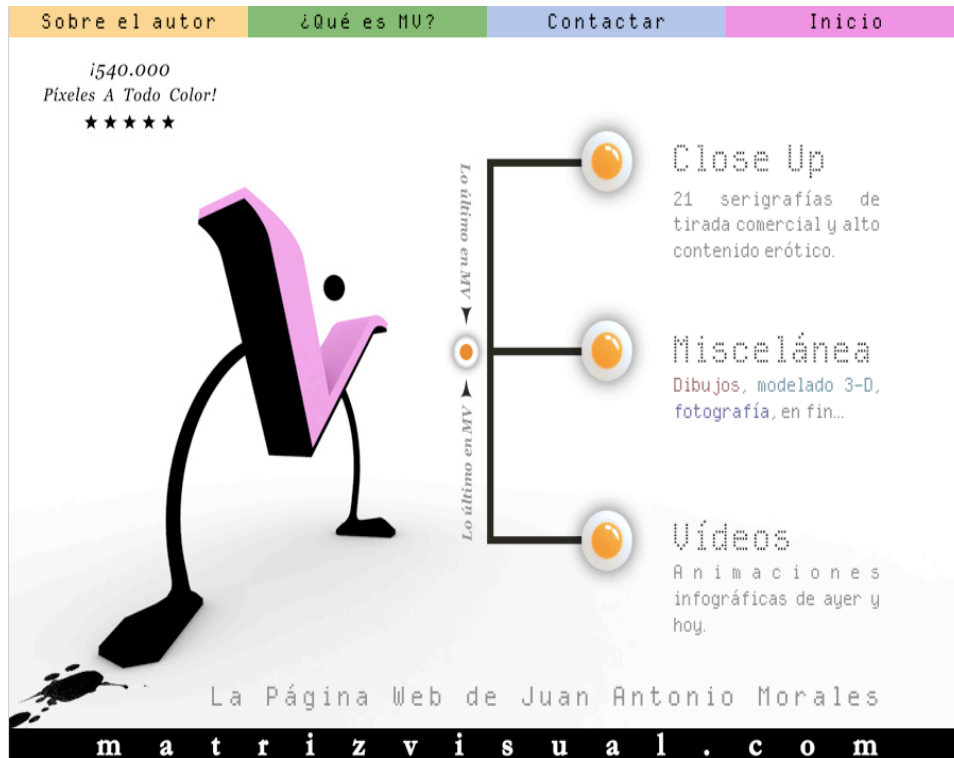 Sobre el autor
¿Qué es MV?
Contactar
Inicio
¡540.000
Píxeles A Todo Color!
★★★★★
Lo último en MV
Lo último en MV
Close Up
21 serigrafías de
tirada comercial y alto
contenido erótico.
Miscelánea
Dibujos, modelado 3-D,
fotografía, en fin...
Vídeos
Animaciones
infográficas de ayer y
hoy.
La Página Web de Juan Antonio Morales
matrizvisual.com